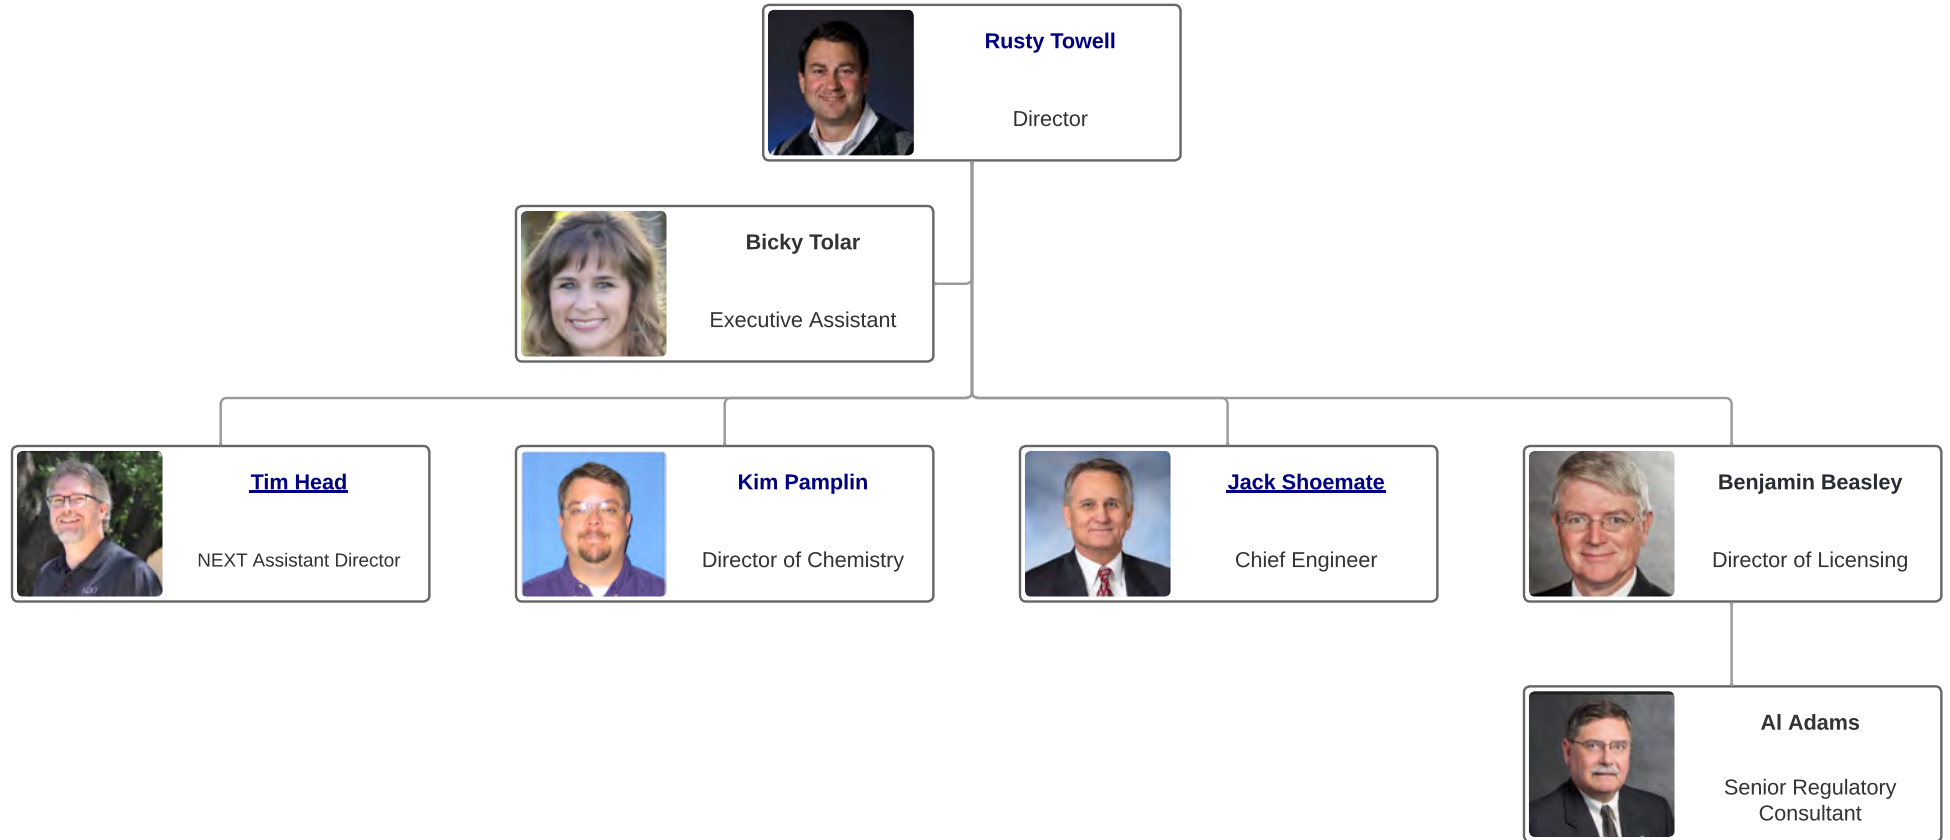 Rusty Towell
Director
Bicky Tolar
Executive Assistant
Tim Head
NEXT Assistant Director
Kim Pamplin
Director of Chemistry
Jack Shoemate
Chief Engineer
Benjamin Beasley
Director of Licensing
Al Adams
Senior Regulatory
Consultant
NEXT